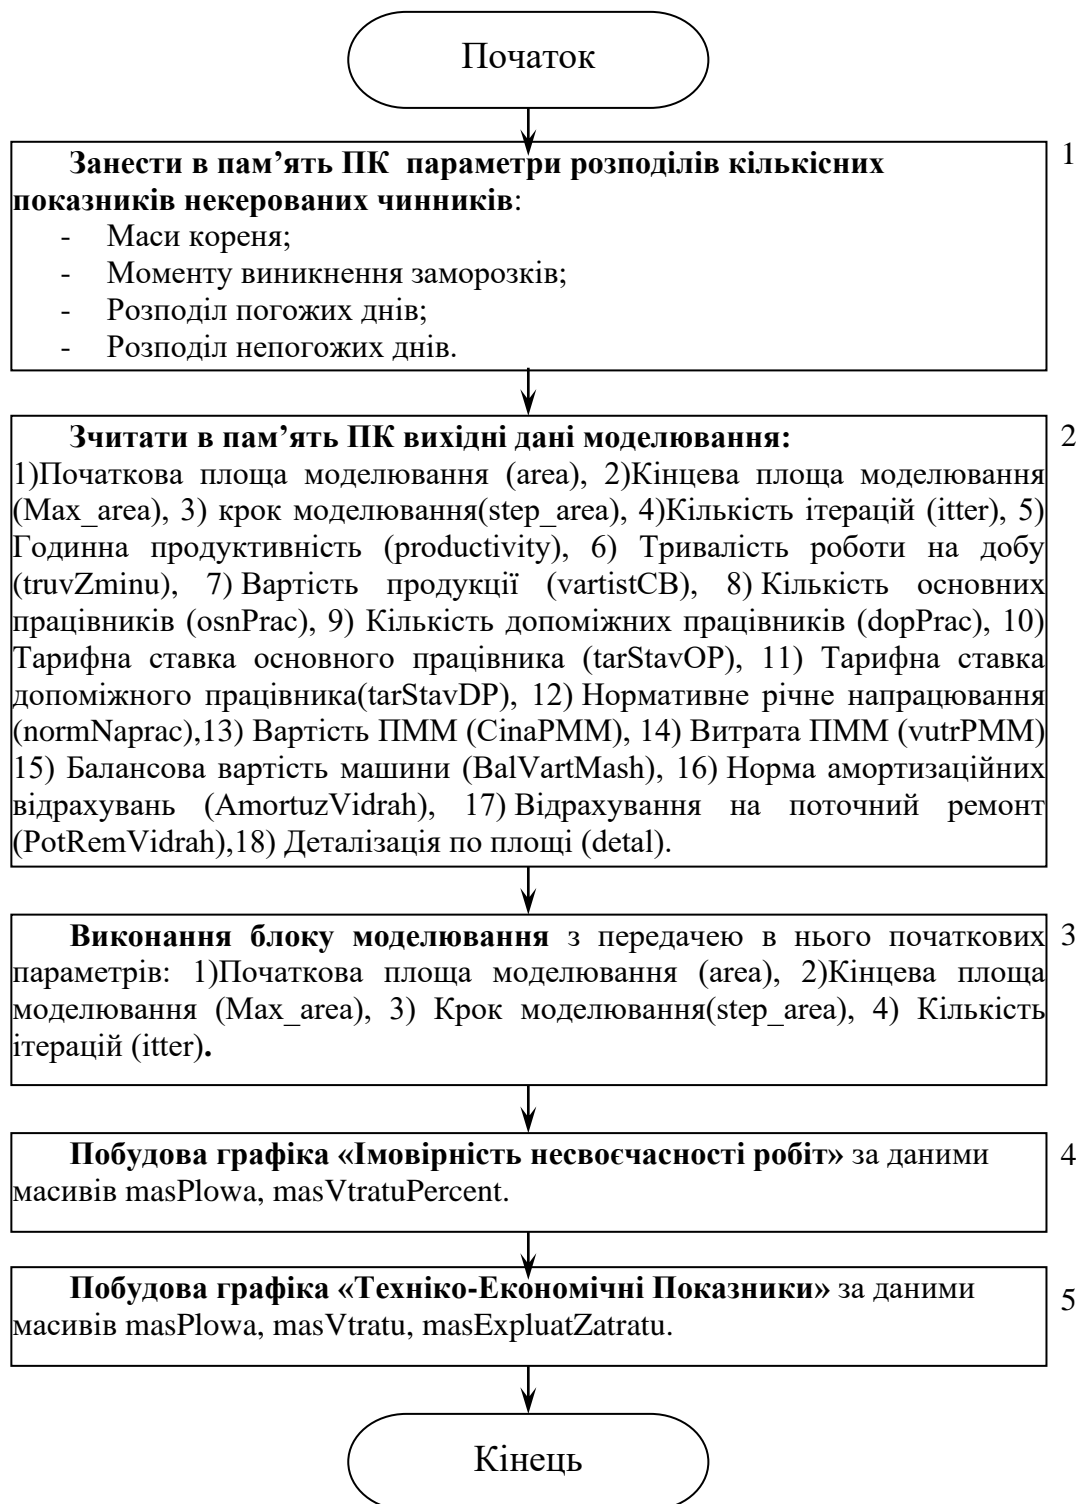 Початок
Занести в пам’ять ПК параметри розподілів кількісних 1
показників некерованих чинників:
- Маси кореня;
- Моменту виникнення заморозків;
- Розподіл погожих днів;
- Розподіл непогожих днів.
Зчитати в пам’ять ПК вихідні дані моделювання: 2
1)Початкова площа моделювання (area), 2)Кінцева площа моделювання
(Max_area), 3) крок моделювання(step_area), 4)Кількість ітерацій (itter), 5)
Годинна продуктивність (productivity), 6) Тривалість роботи на добу
(truvZminu), 7) Вартість продукції (vartistCB), 8) Кількість основних
працівників (osnPrac), 9) Кількість допоміжних працівників (dopPrac), 10)
Тарифна ставка основного працівника (tarStavOP), 11) Тарифна ставка
допоміжного працівника(tarStavDP), 12) Нормативне річне напрацювання
(normNaprac),13) Вартість ПММ (CinaPMM), 14) Витрата ПММ (vutrPMM)
15) Балансова вартість машини (BalVartMash), 16) Норма амортизаційних
відрахувань (AmortuzVidrah), 17) Відрахування на поточний ремонт
(PotRemVidrah),18) Деталізація по площі (detal).
Виконання блоку моделювання з передачею в нього початкових 3
параметрів: 1)Початкова площа моделювання (area), 2)Кінцева площа
моделювання (Max_area), 3) Крок моделювання(step_area), 4) Кількість
ітерацій (itter).
Побудова графіка «Імовірність несвоєчасності робіт» за даними 4
масивів masPlowa, masVtratuPercent.
Побудова графіка «Техніко-Економічні Показники» за даними 5
масивів masPlowa, masVtratu, masExpluatZatratu.
Кінець